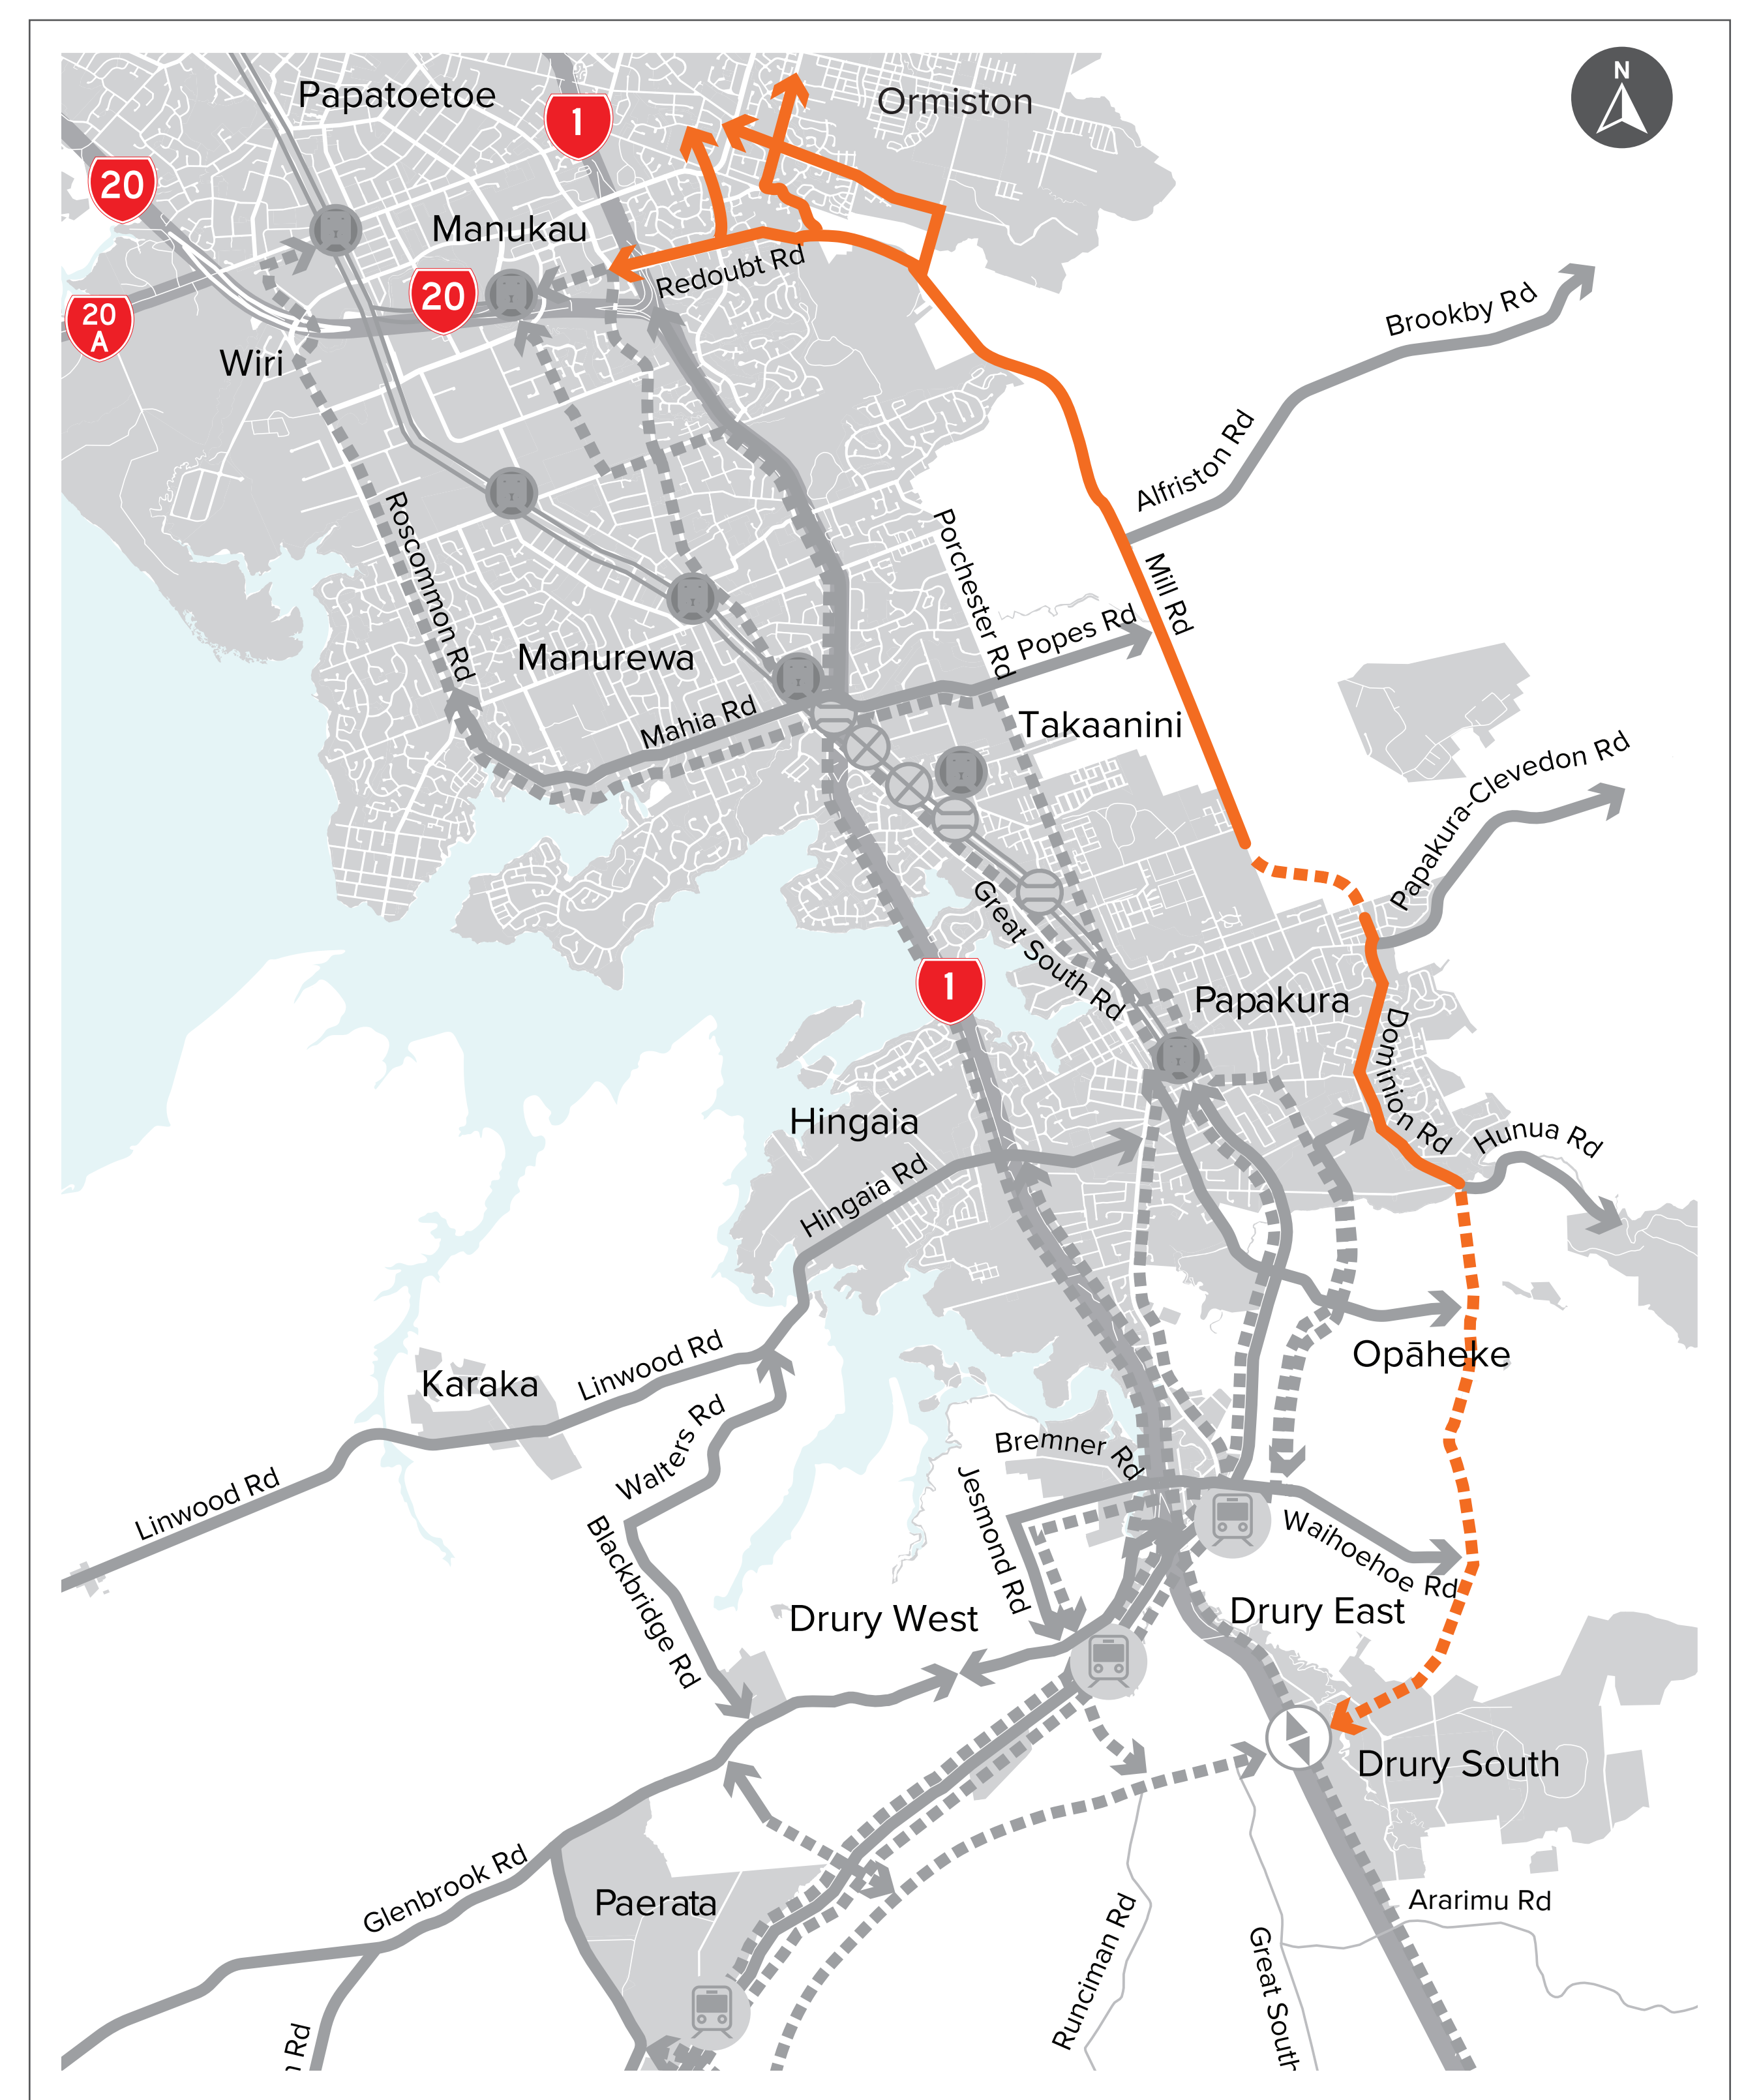 Papatoetoe
1
Ormiston
N
20
Manukau
Redoubt Rd
20
20
A
Brookby Rd
Wiri
Alfriston Rd
Roscommon Rd
Porchester Rd
Mill Rd
Popes Rd
Manurewa
Mahia Rd
Takaanini
Papakura-Clevedon Rd
Great South Rd
1
Papakura
Dominion Rd
Hingaia
Hunua Rd
Hingaia Rd
Opāheke
Linwood Rd
Karaka
Walters Rd
Bremner Rd
Linwood Rd
Jesmond Rd
Blackbridge Rd
Waihoehoe Rd
Drury West
Drury East
Drury South
Glenbrook Rd
Paerata
Ararimu Rd
Runciman Rd
Great South
Rd